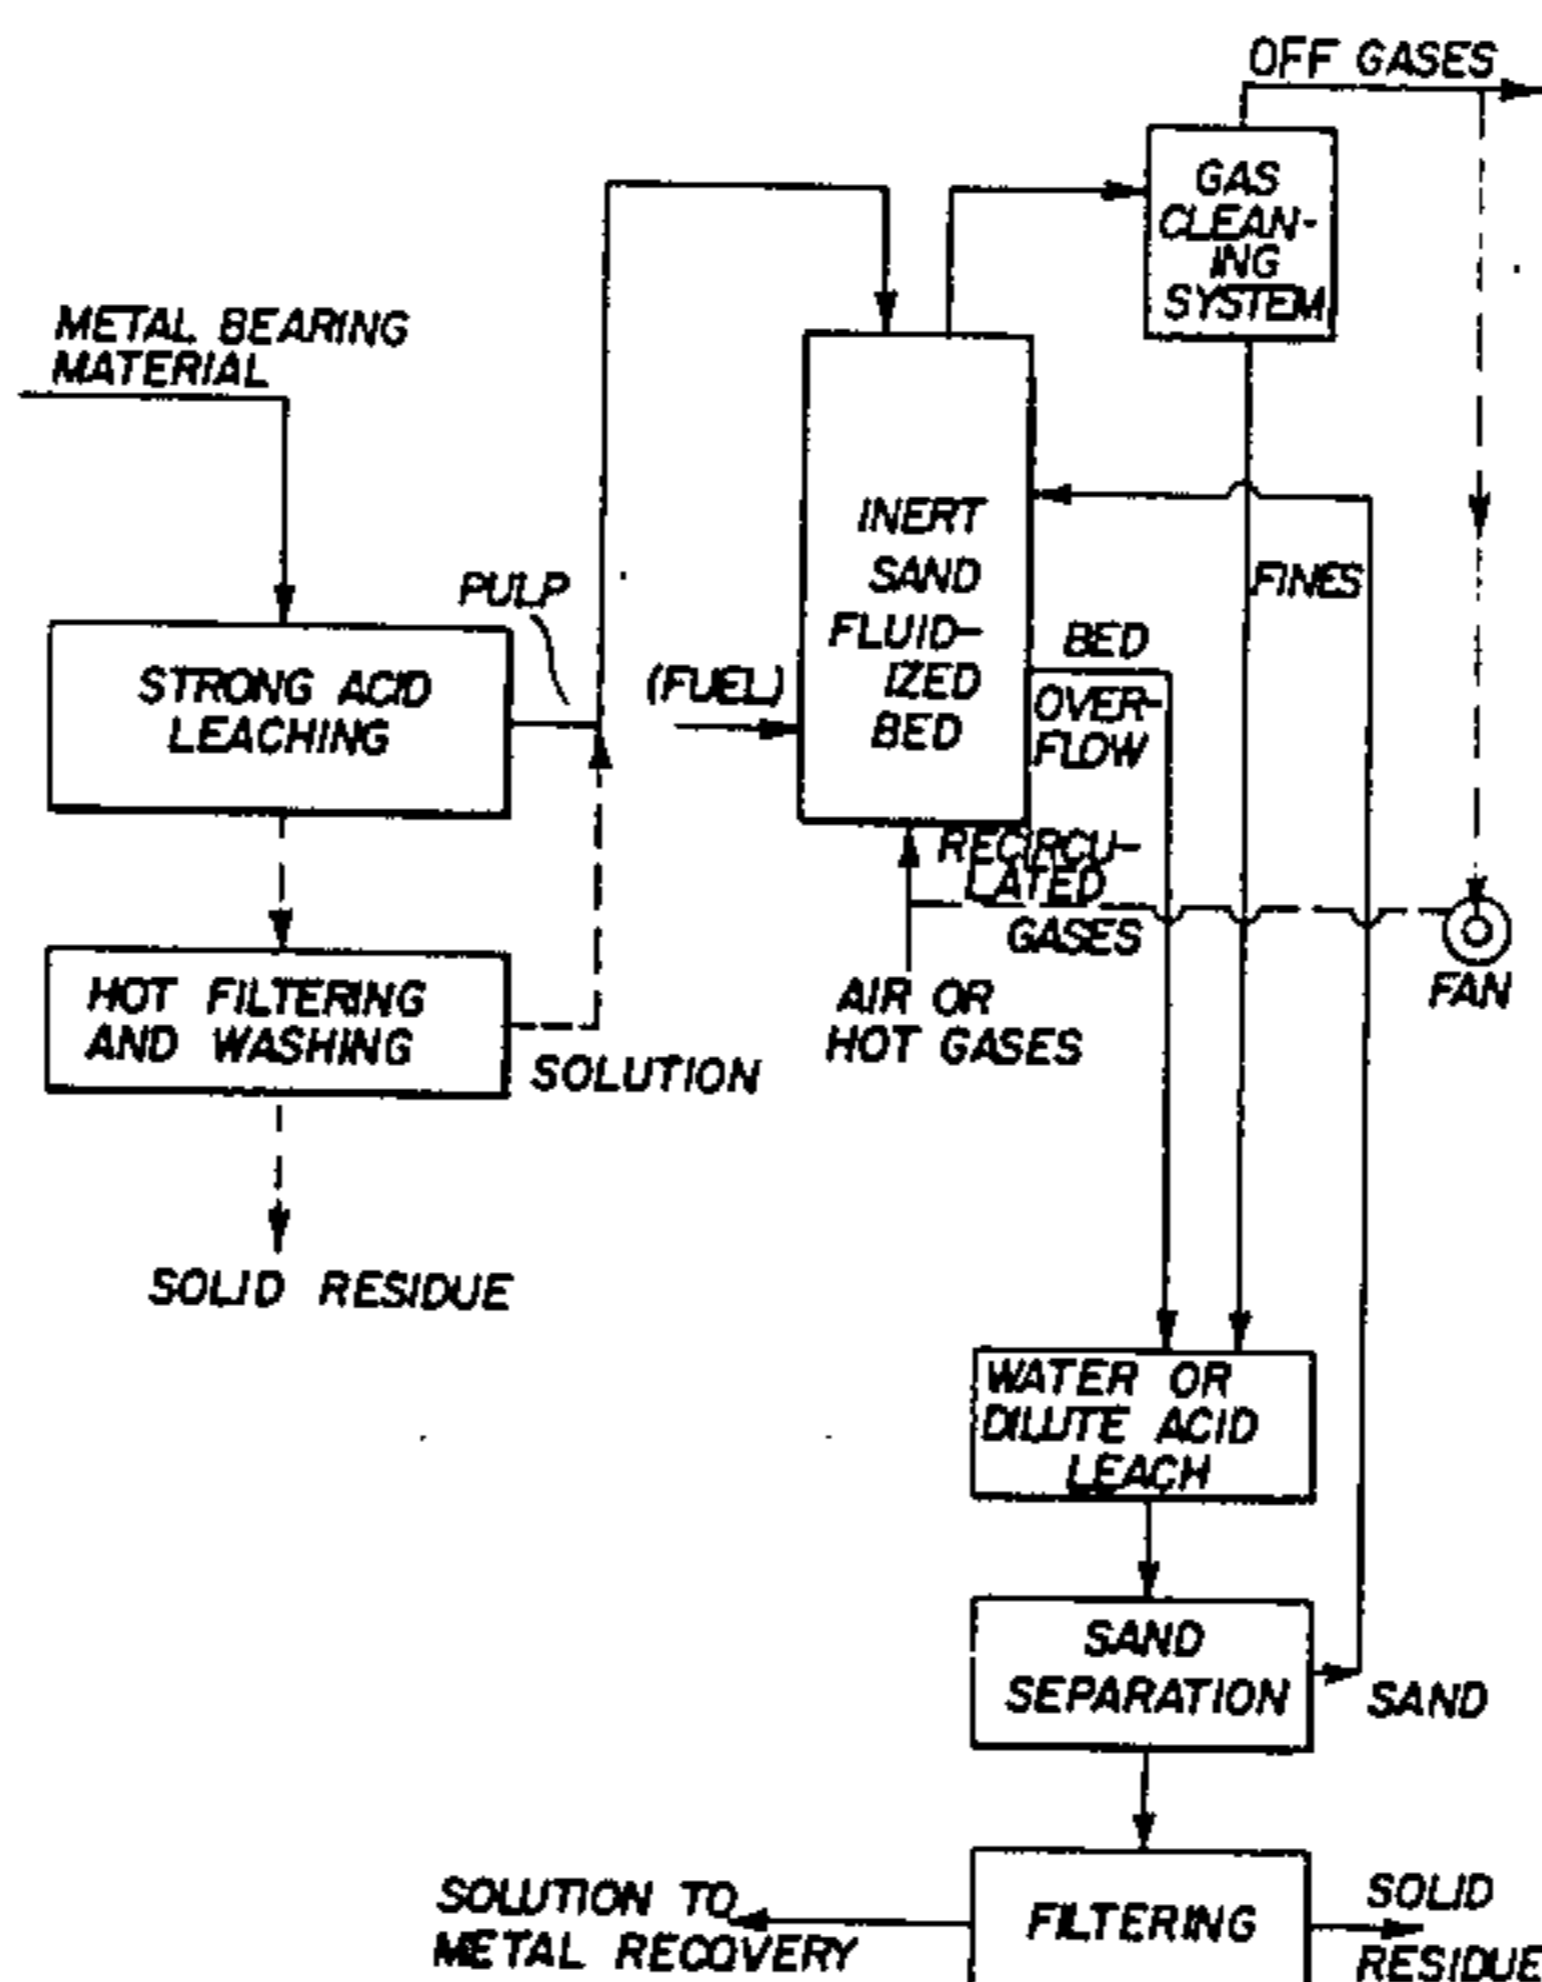 OFF GASES
GAS
CLEAN-
ING
SYSTEM
METAL BEARING
MATERIAL
INERT
SAND
FLUID-
IZED
BED
FINES
PULP
(FUEL)
BED
OVER-
FLOW
STRONG ACID
LEACHING
RECIRCU-
LATED
GASES
HOT FILTERING
AND WASHING
SOLUTION
AIR OR
HOT GASES
FAN
SOLID RESIDUE
WATER OR
DILUTE ACID
LEACH
SAND
SEPARATION
SAND
SOLUTION TO
METAL RECOVERY
FILTERING
SOLID
RESIDUE